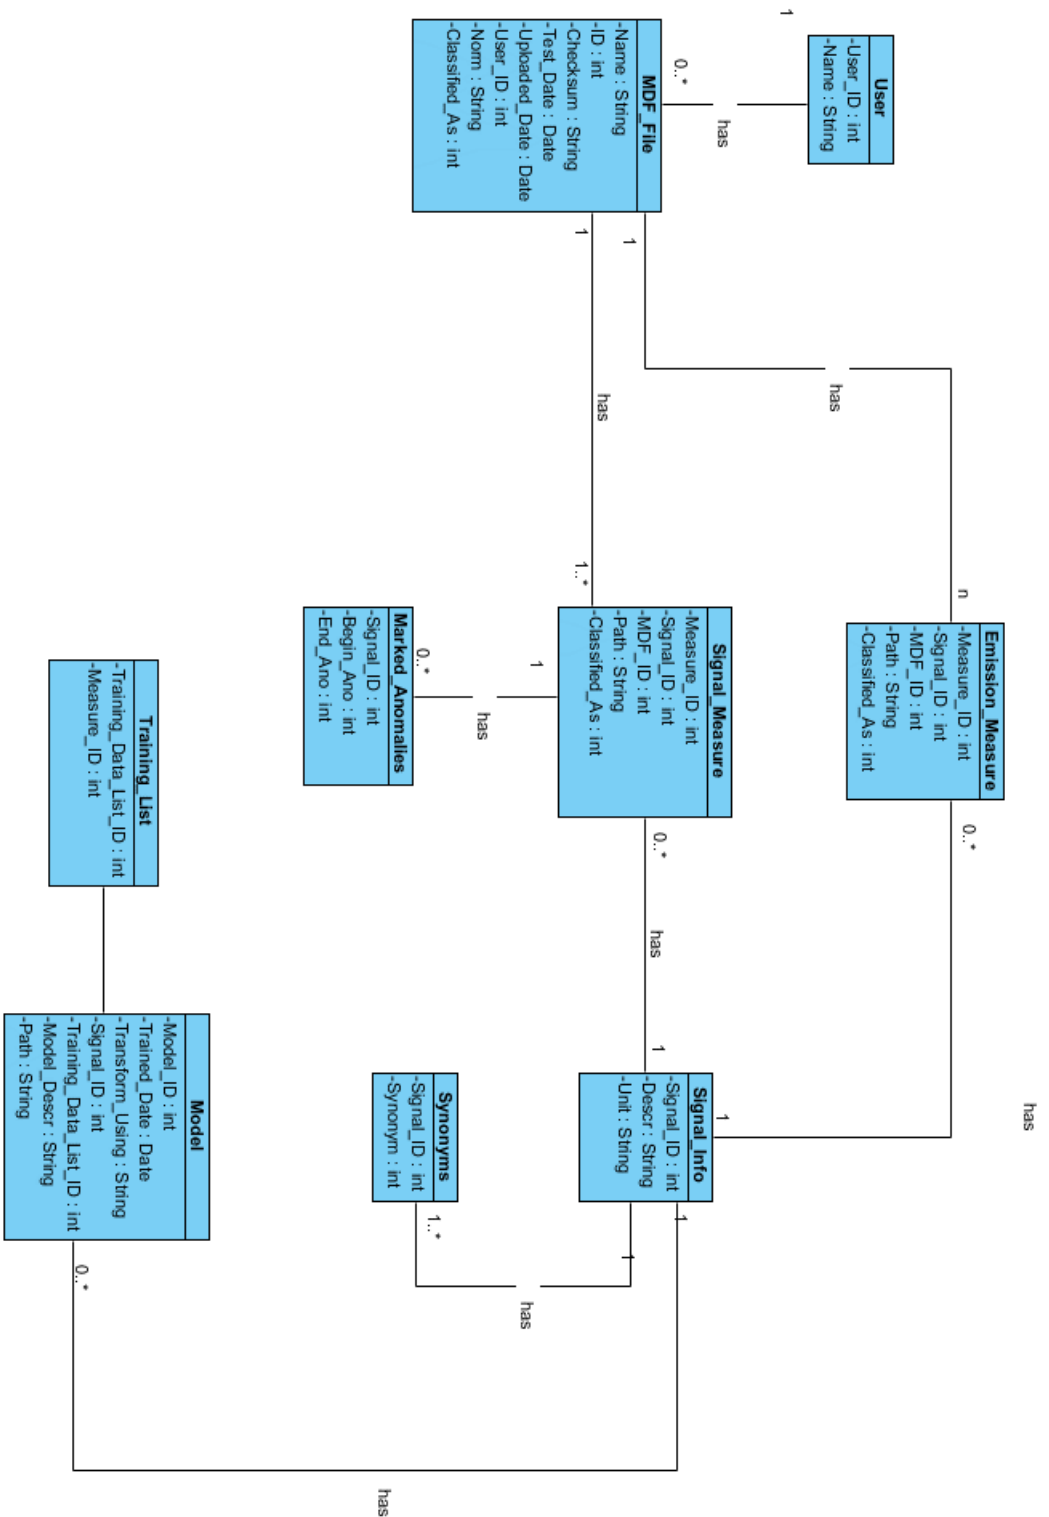 User
-User_ID : int
-Name : String
1
has
0..*
MDF_File
-Name : String
-ID : int
-Checksum : String
-Test_Date : Date
-Uploaded_Date : Date
-User_ID : int
-Norm : String
-Classified_As : int
1
has
n
1
has
1..*
Emission_Measure
-Measure_ID : int
-Signal_ID : int
-MDF_ID : int
-Path : String
-Classified_As : int
0..*
has
1
Signal_Measure
-Measure_ID : int
-Signal_ID : int
-MDF_ID : int
-Path : String
-Classified_As : int
0..*
has
1
1
has
0..*
Marked_Anomalies
-Signal_ID : int
-Begin_Ano : int
-End_Ano : int
Signal_Info
-Signal_ID : int
-Descr : String
-Unit : String
1
has
1..*
Synonyms
-Signal_ID : int
-Synonym : int
1
has
0..*
Training_List
-Training_Data_List_ID : int
-Measure_ID : int
Model
-Model_ID : int
-Trained_Date : Date
-Transform_Using : String
-Signal_ID : int
-Training_Data_List_ID : int
-Model_Descr : String
-Path : String